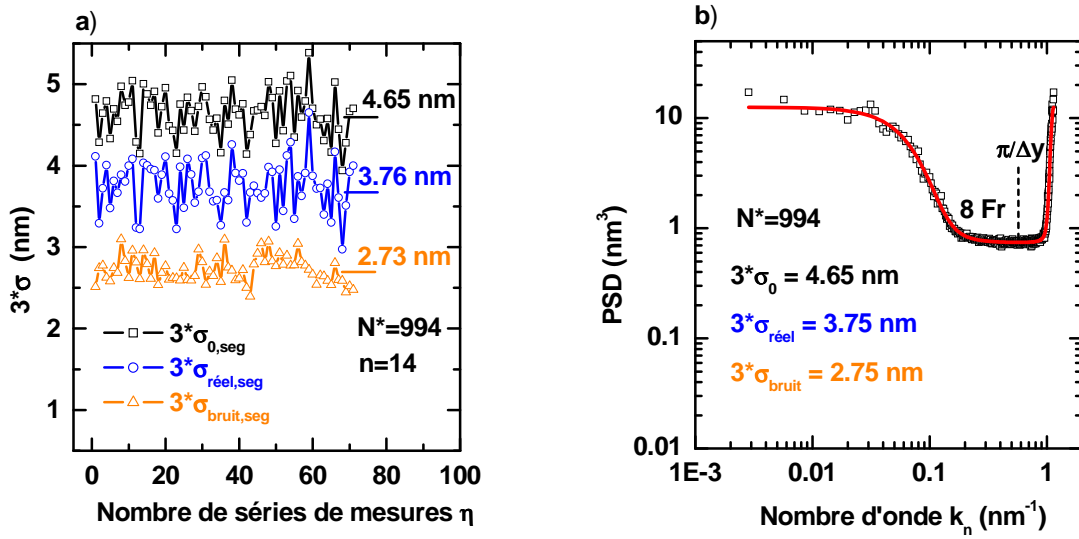 a)
3*σ (nm)
5
4
3
2
1
4.65 nm
3.76 nm
2.73 nm
N*=994
n=14
3*σ0,seg
3*σréel,seg
3*σbruit,seg
0 20 40 60 80 100
Nombre de séries de mesures η
b)
PSD (nm³)
100
10
1
0.1
0.01
π/Δy
8 Fr
N*=994
3*σ0 = 4.65 nm
3*σréel = 3.75 nm
3*σbruit = 2.75 nm
1E-3 0.01 0.1 1
Nombre d'onde kn (nm⁻¹)